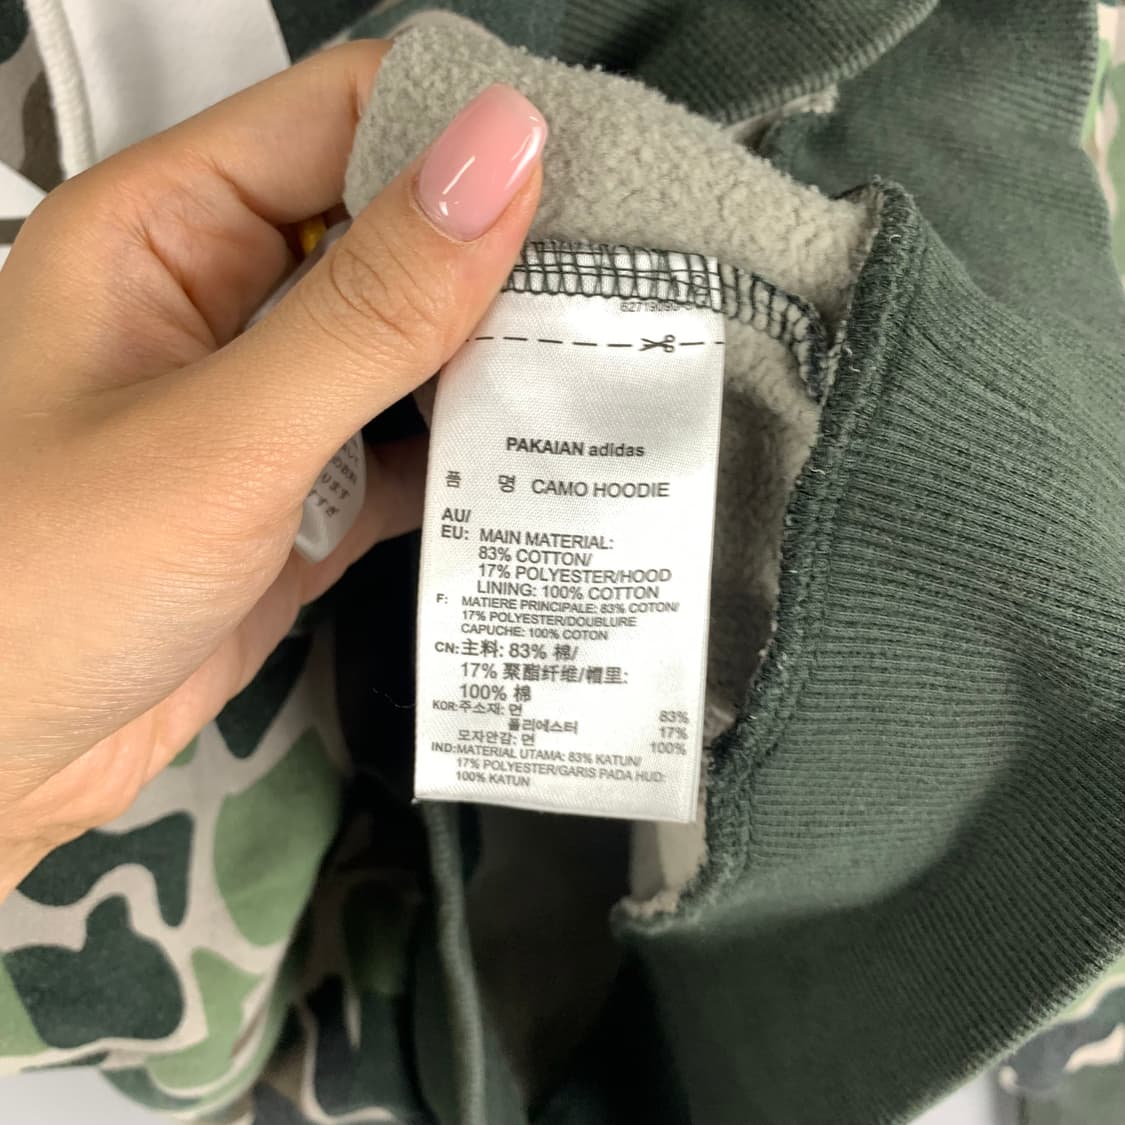 PAKAIAN adidas
품 명 CAMO HOODIE
AU/
EU: MAIN MATERIAL:
83% COTTON/
17% POLYESTER/HOOD
LINING: 100% COTTON
F: MATIERE PRINCIPALE: 83% COTON/
17% POLYESTER/DOUBLURE
CAPUCHE: 100% COTON
CN: 主料: 83% 棉/
17% 聚酯纤维/帽里:
100% 棉
KOR: 주소재: 면 83%
폴리에스터 17%
모자안감: 면 100%
IND: MATERIAL UTAMA: 83% KATUN/
17% POLYESTER/GARIS PADA HUD:
100% KATUN